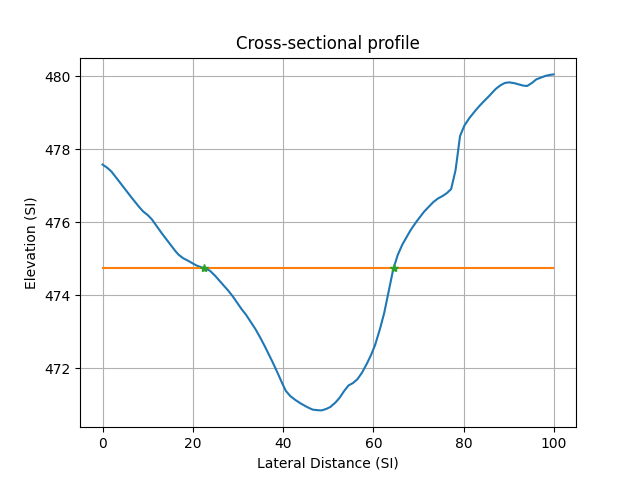 Cross-sectional profile
480
478
476
474
472
Elevation (SI)
0 20 40 60 80 100
Lateral Distance (SI)